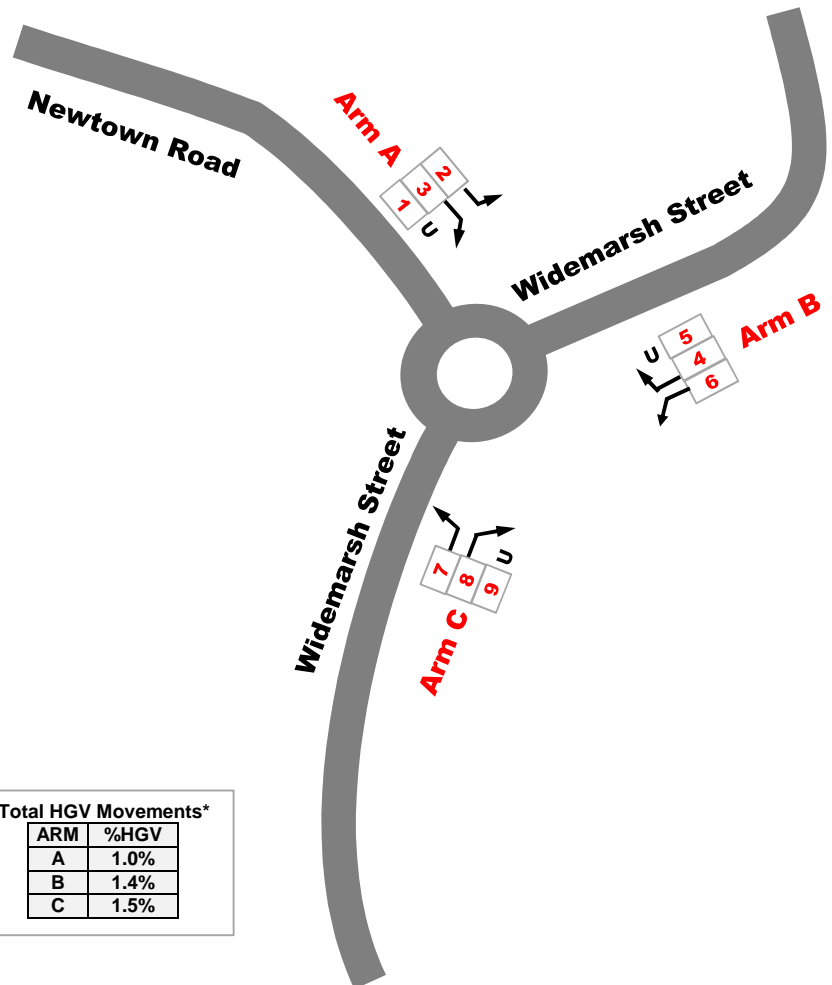 Newtown Road
Arm A
1 3 2
U
Widemarsh Street
Arm B
U
5
4
6
Widemarsh Street
7 8 9
U
Arm C
Total HGV Movements*
ARM %HGV
A 1.0%
B 1.4%
C 1.5%